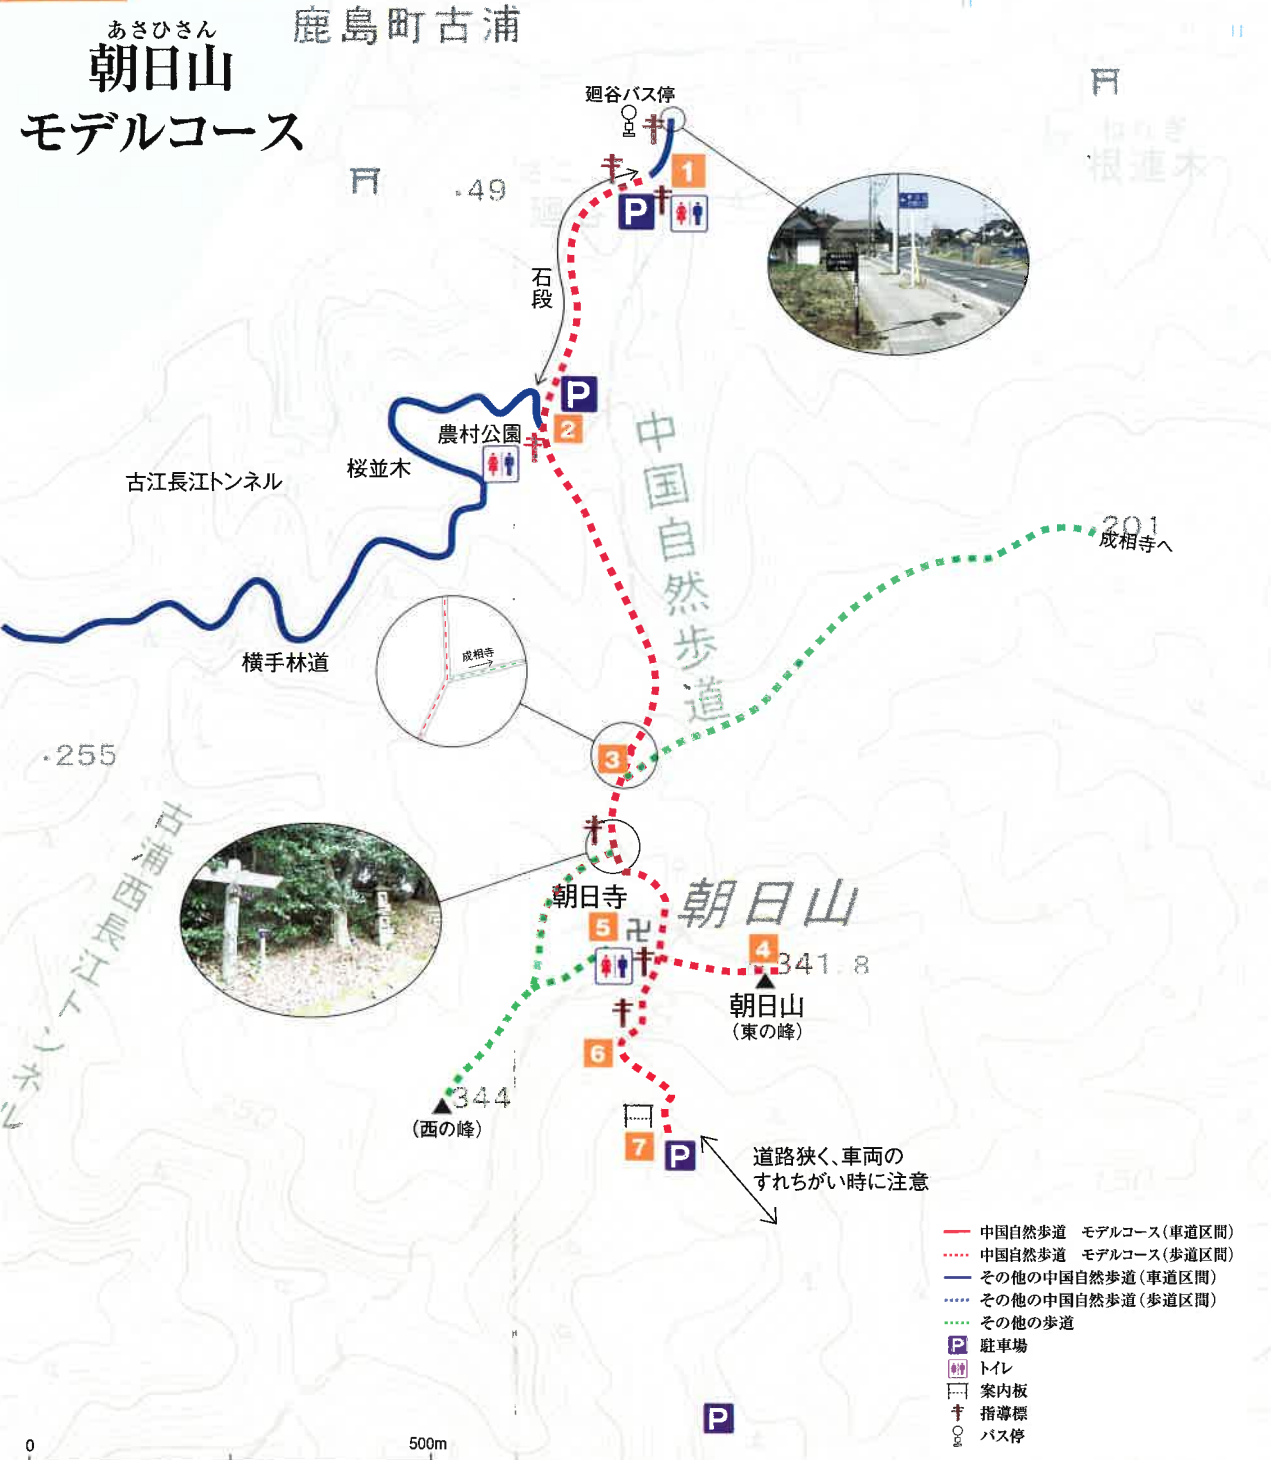 鹿島町古浦
あさひさん
朝日山
モデルコース
廻谷バス停
1
P
49
石段
根連木
P
2
農村公園
桜並木
古江長江トンネル
中国自然歩道
201
成相寺へ
横手林道
成相寺
3
255
古浦西長江トンネル
朝日寺
朝日山
5
卍
4
341.8
朝日山
(東の峰)
6
344
(西の峰)
250
7
P
道路狭く、車両の
すれちがい時に注意
中国自然歩道 モデルコース(車道区間)
中国自然歩道 モデルコース(歩道区間)
その他の中国自然歩道(車道区間)
その他の中国自然歩道(歩道区間)
その他の歩道
P 駐車場
トイレ
案内板
指導標
バス停
P
0
500m